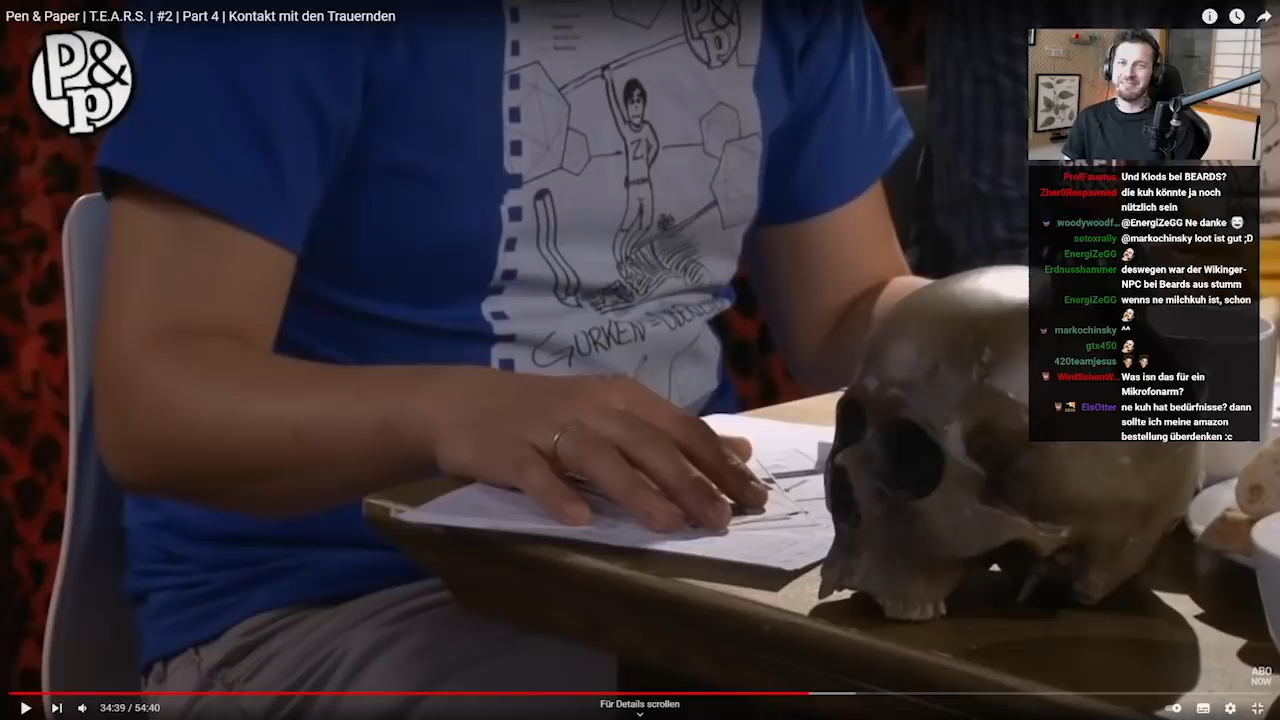 Pen & Paper | T.E.A.R.S. | #2 | Part 4 | Kontakt mit den Trauernden
P&p
P&p
Z
GURKEN =
ProfFaustus Und Klods bei BEARDS?
Zher0Respawned die kuh könnte ja noch
nützlich sein
woodywoodf... @EnergiZeGG Ne danke
setoxrally @markochinsky loot ist gut ;D
EnergiZeGG
Erdnusshammer deswegen war der Wikinger-
NPC bei Beards aus stumm
EnergiZeGG wenns ne milchkuh ist, schon
markochinsky ^^
gtx450
420teamjesus
WirdSchonW... Was isn das für ein
Mikrofonarm?
EisOtter ne kuh hat bedürfnisse? dann
sollte ich meine amazon
bestellung überdenken :c
ABO
NOW
34:39 / 54:40
Für Details scrollen